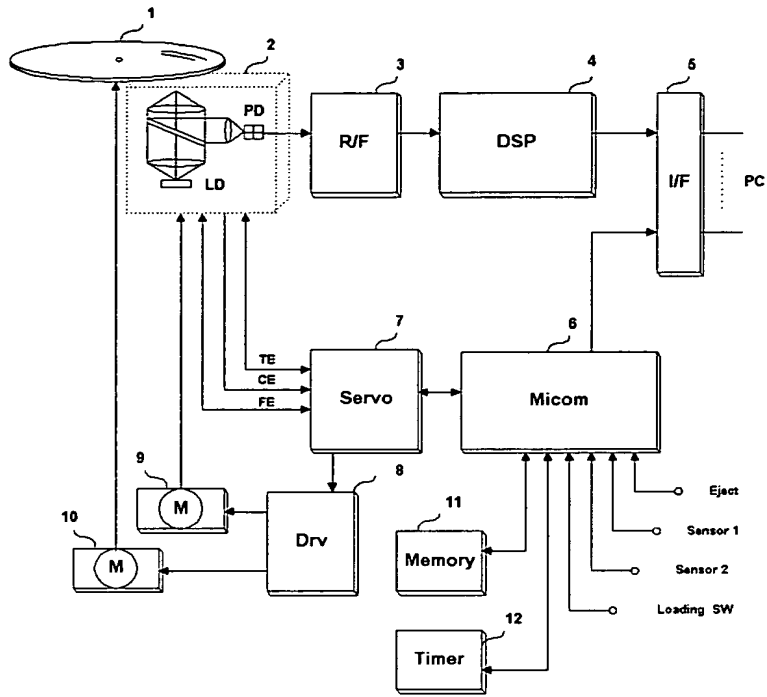 1
2
3
4
5
PD
R/F
DSP
I/F
PC
LD
7
6
TE
CE
FE
Servo
Micom
9
8
M
10
Drv
M
11
Memory
12
Timer
Eject
Sensor 1
Sensor 2
Loading SW